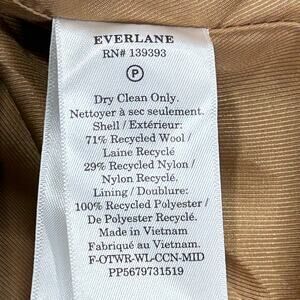 EVERLANE
RN# 139393
P
Dry Clean Only.
Nettoyer à sec seulement.
Shell / Extérieur:
71% Recycled Wool /
Laine Recyclé
29% Recycled Nylon /
Nylon Recyclé.
Lining / Doublure:
100% Recycled Polyester /
De Polyester Recyclé.
Made in Vietnam
Fabriqué au Vietnam.
F-OTWR-WL-CCN-MID
PP5679731519